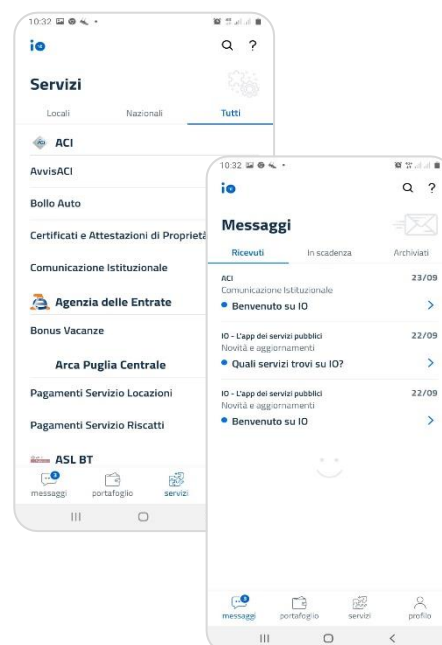 10:32
io
?
Servizi
Locali Nazionali Tutti
ACI
AvvisACI
Bollo Auto
Certificati e Attestazioni di Proprietà
Comunicazione Istituzionale
Agenzia delle Entrate
Bonus Vacanze
Arca Puglia Centrale
Pagamenti Servizio Locazioni
Pagamenti Servizio Riscatti
ASL BT
3
messaggi portafoglio servizi
10:32
io
?
Messaggi
Ricevuti In scadenza Archiviati
ACI 23/09
Comunicazione Istituzionale
Benvenuto su IO
IO - L'app dei servizi pubblici 22/09
Novità e aggiornamenti
Quali servizi trovi su IO?
IO - L'app dei servizi pubblici 22/09
Novità e aggiornamenti
Benvenuto su IO
3
messaggi portafoglio servizi profilo